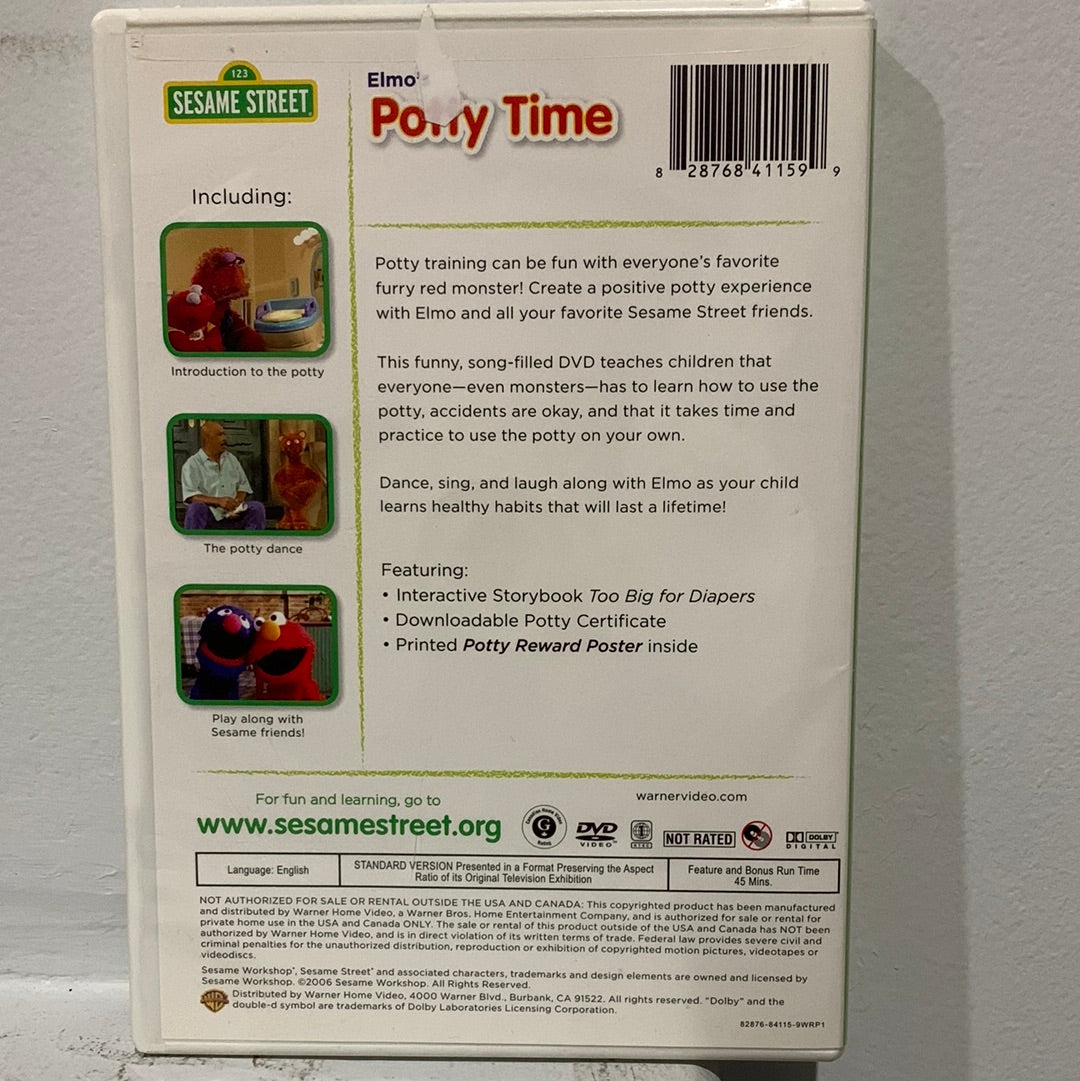 123
SESAME STREET
Elmo's
Potty Time
8 28768 41159 9
Including:
Introduction to the potty
The potty dance
Play along with
Sesame friends!
Potty training can be fun with everyone's favorite
furry red monster! Create a positive potty experience
with Elmo and all your favorite Sesame Street friends.
This funny, song-filled DVD teaches children that
everyone—even monsters—has to learn how to use the
potty, accidents are okay, and that it takes time and
practice to use the potty on your own.
Dance, sing, and laugh along with Elmo as your child
learns healthy habits that will last a lifetime!
Featuring:
• Interactive Storybook Too Big for Diapers
• Downloadable Potty Certificate
• Printed Potty Reward Poster inside
For fun and learning, go to
www.sesamestreet.org
warnervideo.com
G
DVD
VIDEO
1
NOT RATED
DOLBY
DIGITAL
Language: English
STANDARD VERSION Presented in a Format Preserving the Aspect
Ratio of its Original Television Exhibition
Feature and Bonus Run Time
45 Mins.
NOT AUTHORIZED FOR SALE OR RENTAL OUTSIDE THE USA AND CANADA: This copyrighted product has been manufactured
and distributed by Warner Home Video, a Warner Bros. Home Entertainment Company, and is authorized for sale or rental for
private home use in the USA and Canada ONLY. The sale or rental of this product outside of the USA and Canada has NOT been
authorized by Warner Home Video, and is in direct violation of its written terms of trade. Federal law provides severe civil and
criminal penalties for the unauthorized distribution, reproduction or exhibition of copyrighted motion pictures, videotapes or
videodiscs.
Sesame Workshop®, Sesame Street® and associated characters, trademarks and design elements are owned and licensed by
Sesame Workshop. ©2006 Sesame Workshop. All Rights Reserved.
Distributed by Warner Home Video, 4000 Warner Blvd., Burbank, CA 91522. All rights reserved. "Dolby" and the
double-d symbol are trademarks of Dolby Laboratories Licensing Corporation.
82876-84115-9WRP1